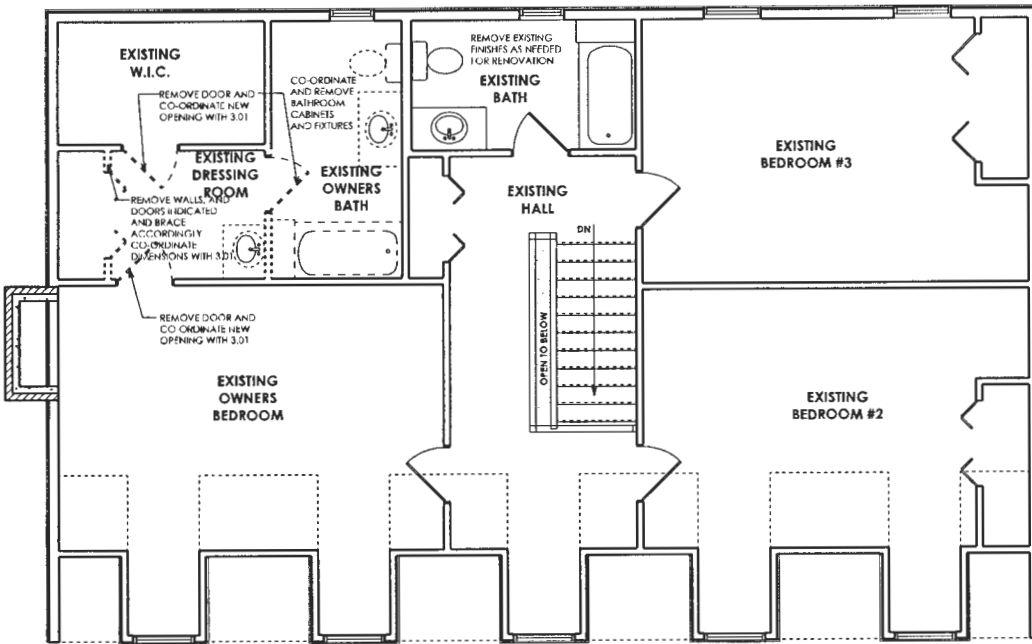 EXISTING
W.I.C.
REMOVE DOOR AND
CO-ORDINATE NEW
OPENING WITH 3.01
CO-ORDINATE
AND REMOVE
BATHROOM
CABINETS
AND FIXTURES
REMOVE EXISTING
FINISHES AS NEEDED
FOR RENOVATION
EXISTING
BATH
EXISTING
BEDROOM #3
EXISTING
DRESSING
ROOM
EXISTING
OWNERS
BATH
REMOVE WALLS, AND
DOORS INDICATED
AND BRACE
ACCORDINGLY
CO-ORDINATE
DIMENSIONS WITH 3.01
EXISTING
HALL
DN
OPEN TO BELOW
REMOVE DOOR AND
CO ORDINATE NEW
OPENING WITH 3.01
EXISTING
OWNERS
BEDROOM
EXISTING
BEDROOM #2